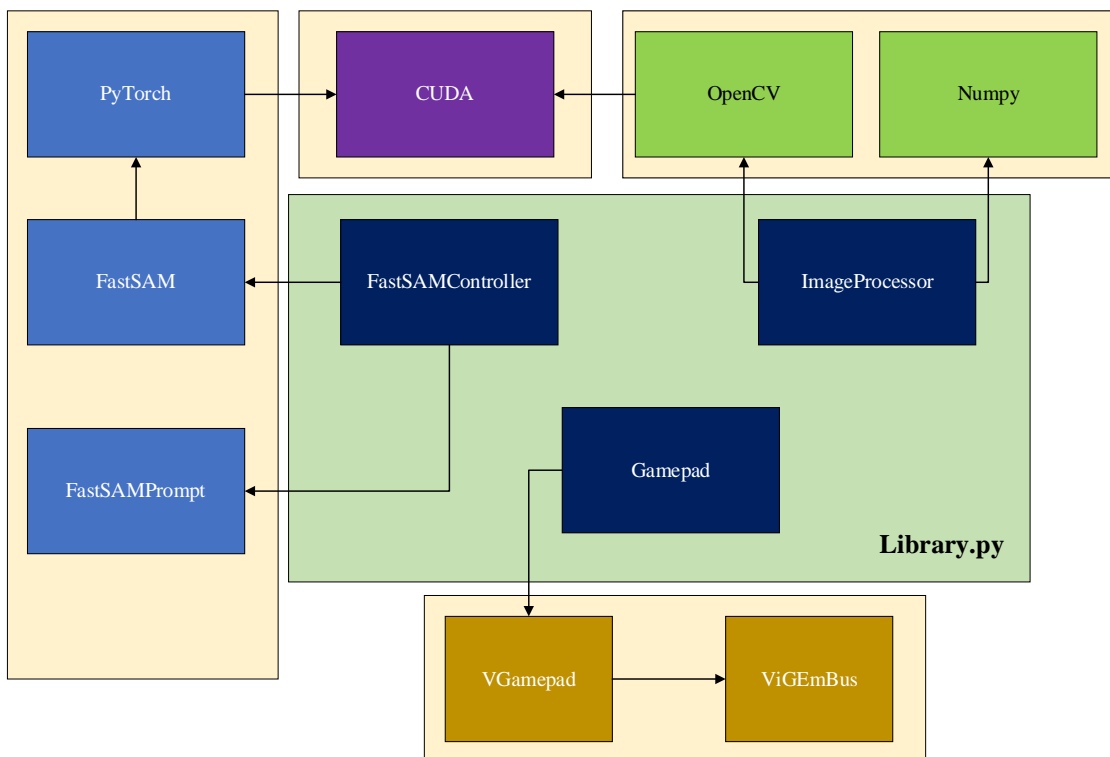 PyTorch
CUDA
OpenCV
Numpy
FastSAM
FastSAMController
ImageProcessor
FastSAMPrompt
Gamepad
Library.py
VGamepad
ViGEmBus